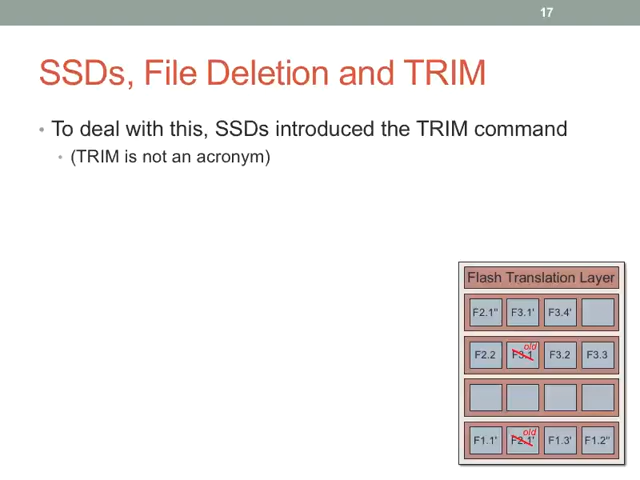 17
SSDs, File Deletion and TRIM
• To deal with this, SSDs introduced the TRIM command
• (TRIM is not an acronym)
Flash Translation Layer
F2.1'' F3.1' F3.4'
F2.2 F3.1 old F3.2 F3.3
F1.1' F2.1' old F1.3' F1.2''